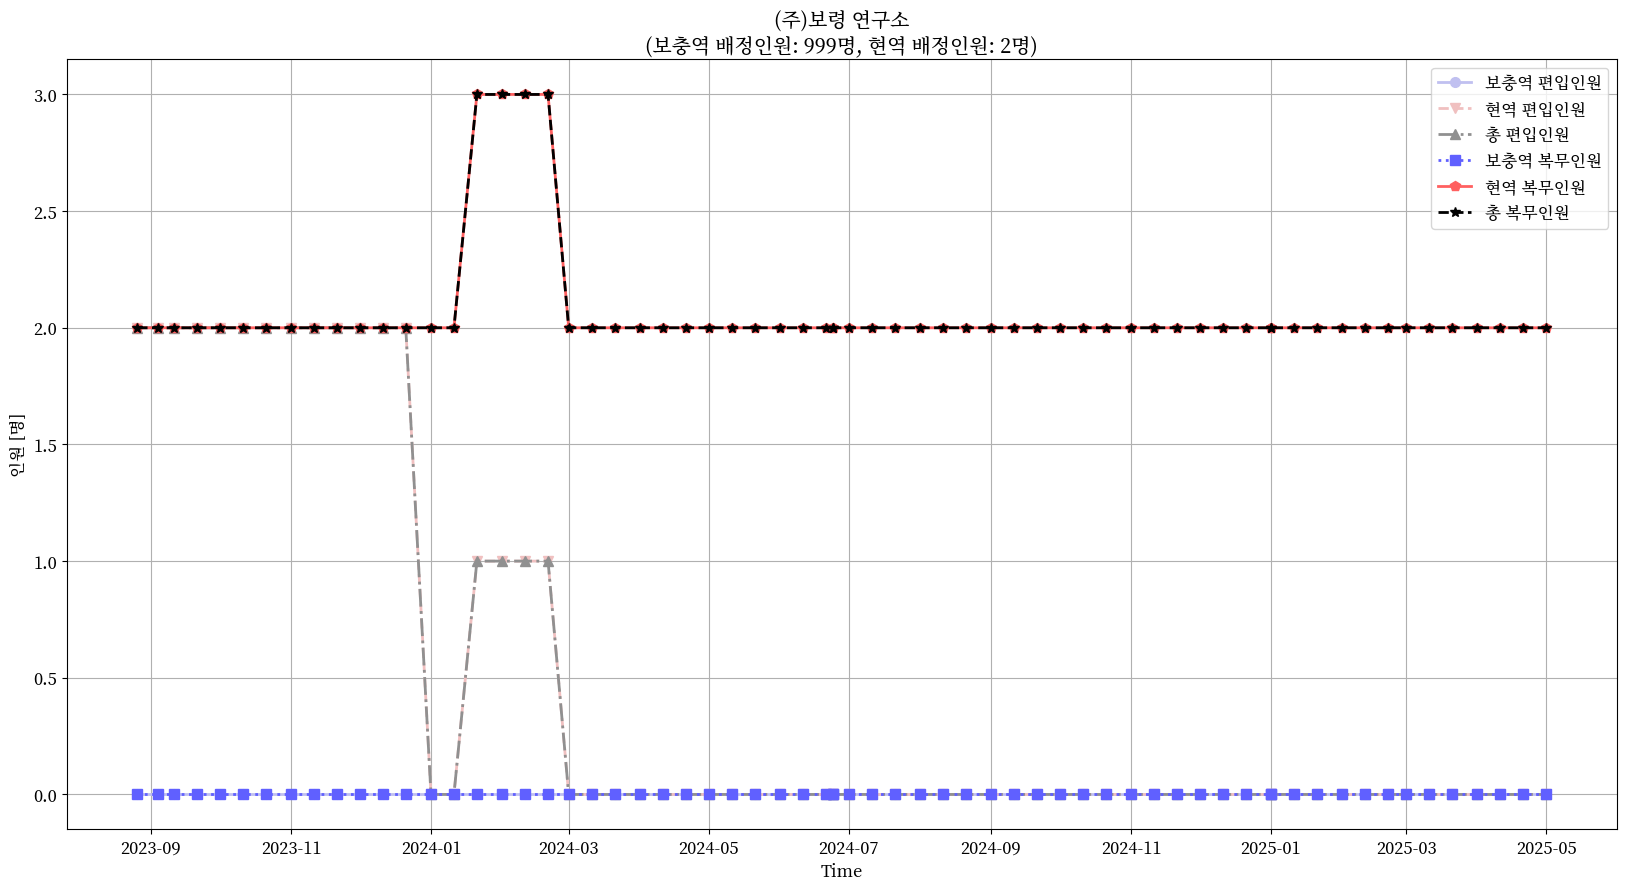 (주)보령 연구소
(보충역 배정인원: 999명, 현역 배정인원: 2명)
보충역 편입인원
현역 편입인원
총 편입인원
보충역 복무인원
현역 복무인원
총 복무인원
인원 [명]
3.0
2.5
2.0
1.5
1.0
0.5
0.0
2023-09
2023-11
2024-01
2024-03
2024-05
2024-07
2024-09
2024-11
2025-01
2025-03
2025-05
Time